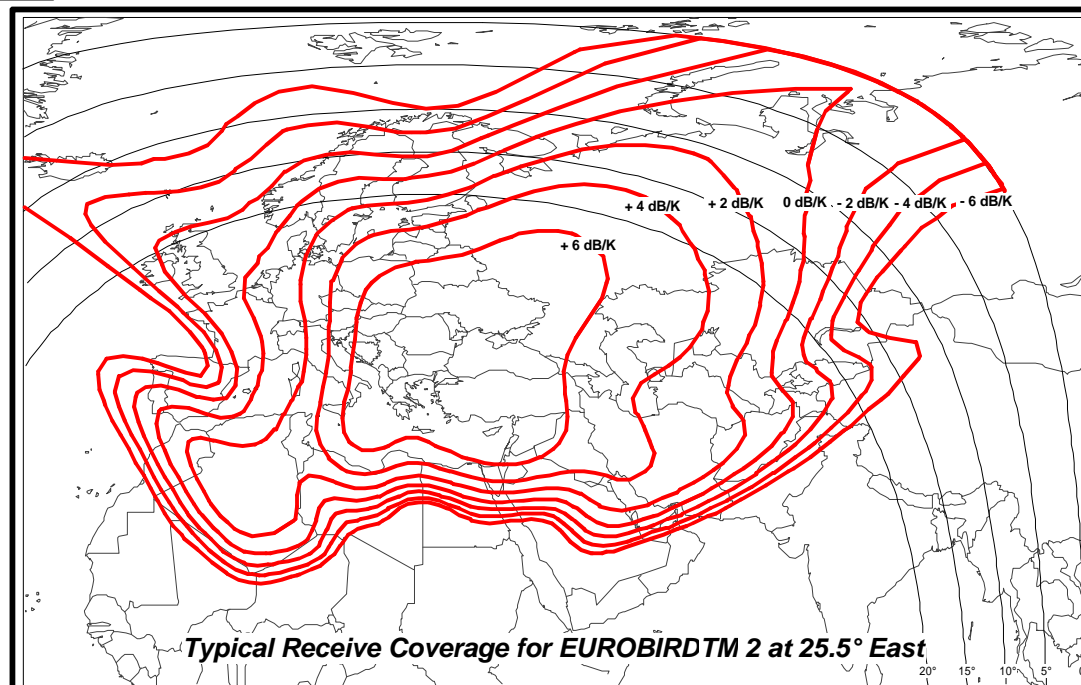 + 4 dB/K
+ 2 dB/K
0 dB/K
- 2 dB/K
- 4 dB/K
- 6 dB/K
+ 6 dB/K
Typical Receive Coverage for EUROBIRDTM 2 at 25.5° East
20°
15°
10°
5°